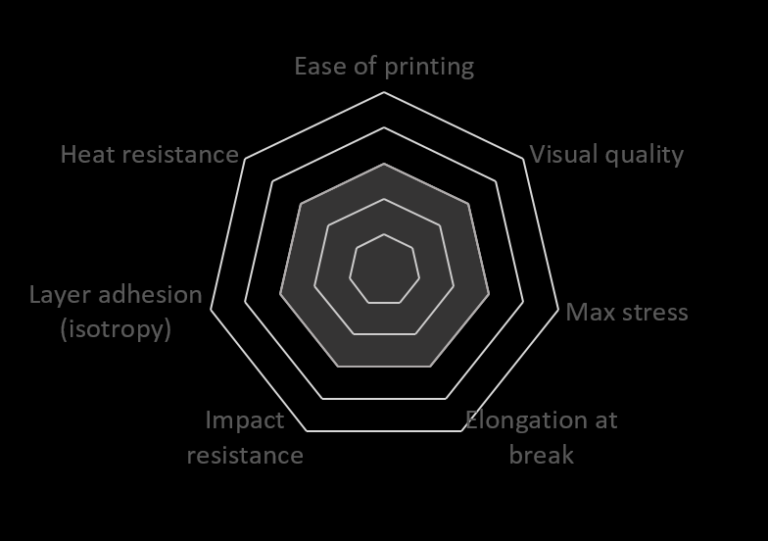 Ease of printing
Heat resistance
Visual quality
Layer adhesion
(isotropy)
Max stress
Impact
resistance
Elongation at
break